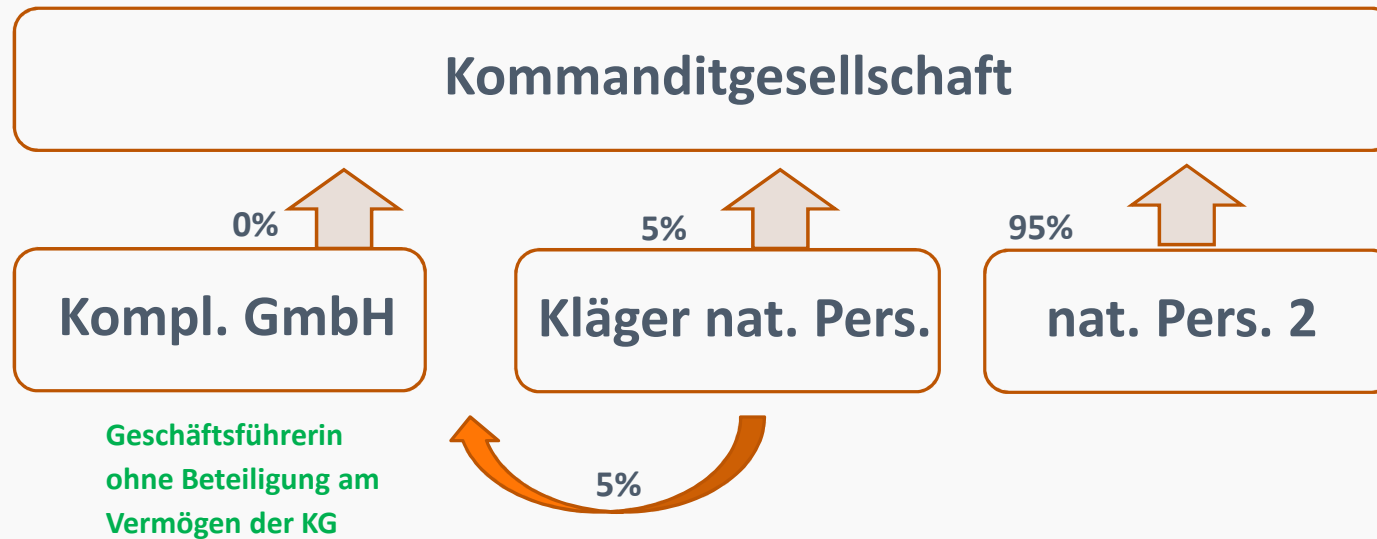 Kommanditgesellschaft
0%
5%
95%
Kompl. GmbH
Kläger nat. Pers.
nat. Pers. 2
Geschäftsführerin
ohne Beteiligung am
Vermögen der KG
5%